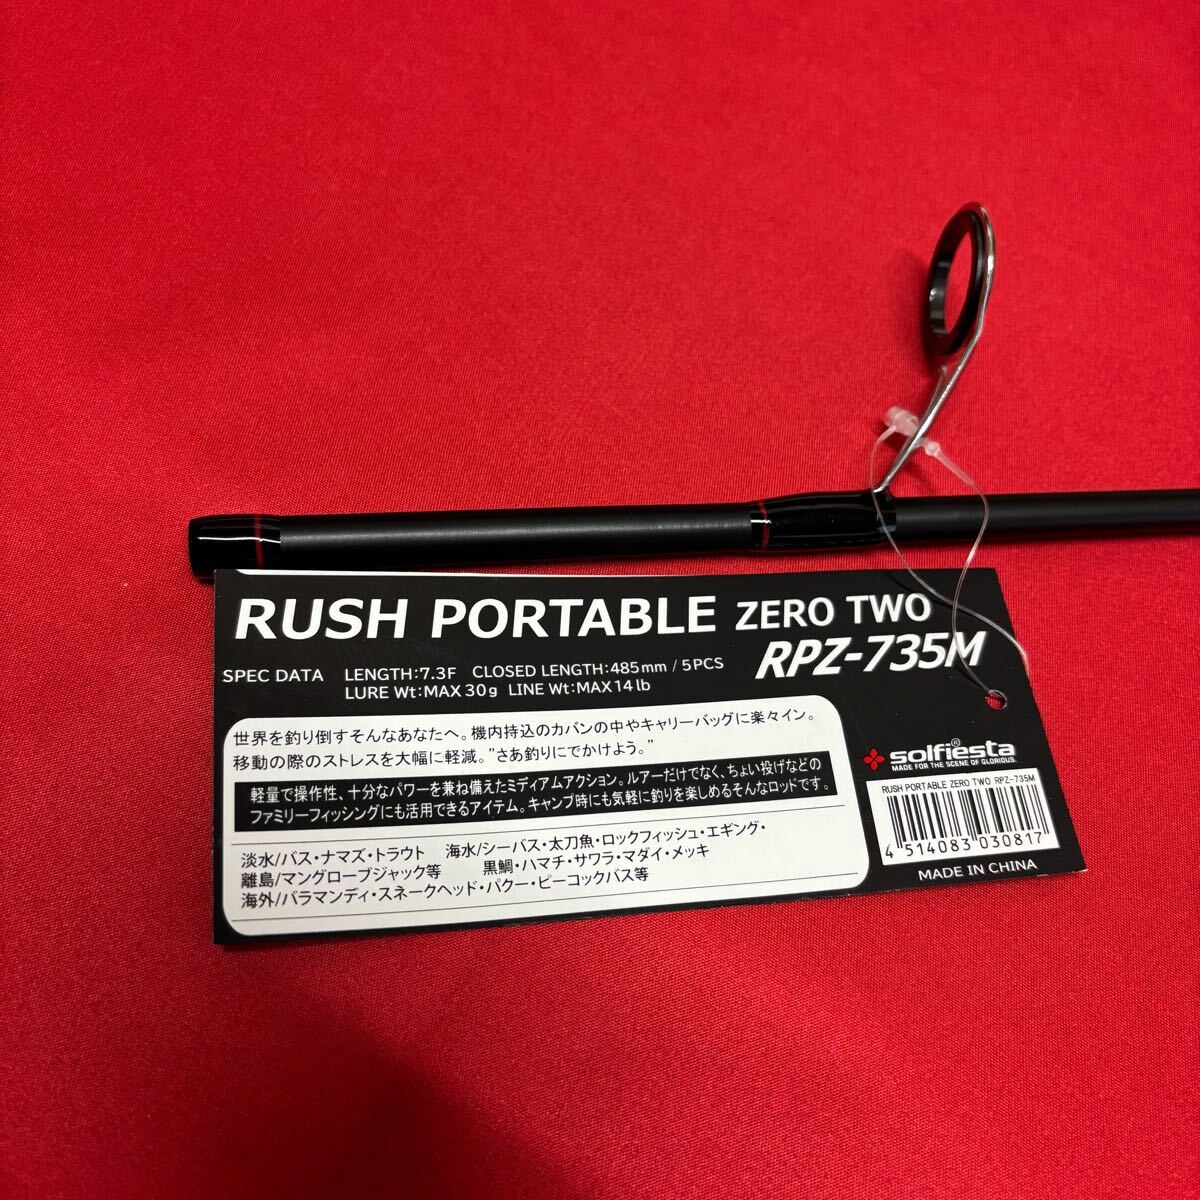 RUSH PORTABLE ZERO TWO
RPZ-735M
SPEC DATA LENGTH:7.3F CLOSED LENGTH:485mm / 5PCS
LURE Wt:MAX 30g LINE Wt:MAX 14lb
世界を釣り倒すそんなあなたへ。機内持込のカバンの中やキャリーバッグに楽々イン。
移動の際のストレスを大幅に軽減。“さあ釣りにでかけよう。”
軽量で操作性、十分なパワーを兼ね備えたミディアムアクション。ルアーだけでなく、ちょい投げなどの
ファミリーフィッシングにも活用できるアイテム。キャンプ時にも気軽に釣りを楽しめるそんなロッドです。
淡水/バス・ナマズ・トラウト 海水/シーバス・太刀魚・ロックフィッシュ・エギング・
離島/マングローブジャック等 黒鯛・ハマチ・サワラ・マダイ・メッキ
海外/バラマンディ・スネークヘッド・パクー・ピーコックバス等
solfiesta®
MADE FOR THE SCENE OF GLORIOUS.
RUSH PORTABLE ZERO TWO RPZ-735M
4 514083 030817
MADE IN CHINA